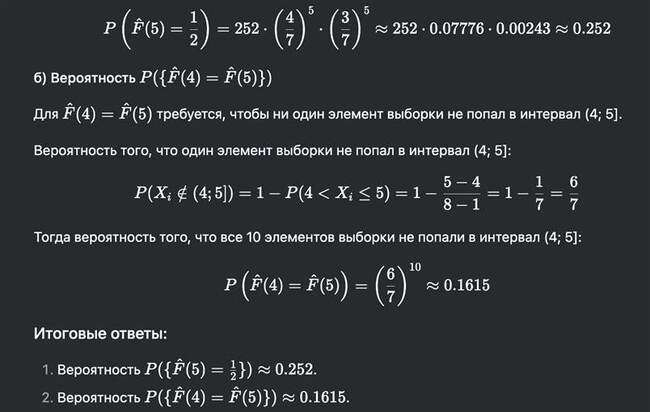 P(F̂(5) = 1/2) = 252 · (4/7)^5 · (3/7)^5 ≈ 252 · 0.07776 · 0.00243 ≈ 0.252
б) Вероятность P({F̂(4) = F̂(5)})
Для F̂(4) = F̂(5) требуется, чтобы ни один элемент выборки не попал в интервал (4; 5].
Вероятность того, что один элемент выборки не попал в интервал (4; 5]:
P(X_i ∉ (4; 5]) = 1 − P(4 < X_i ≤ 5) = 1 − (5 − 4)/(8 − 1) = 1 − 1/7 = 6/7
Тогда вероятность того, что все 10 элементов выборки не попали в интервал (4; 5]:
P(F̂(4) = F̂(5)) = (6/7)^10 ≈ 0.1615
Итоговые ответы:
1. Вероятность P({F̂(5) = 1/2}) ≈ 0.252.
2. Вероятность P({F̂(4) = F̂(5)}) ≈ 0.1615.